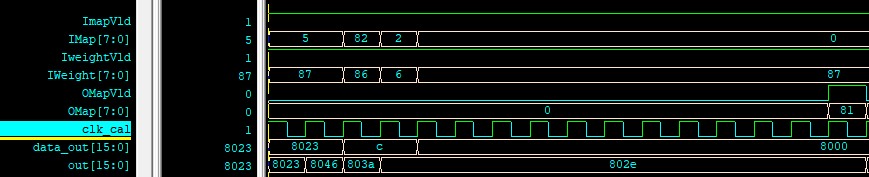 ImapVld 1
IMap[7:0] 5 5 82 2 0
IweightVld 1
IWeight[7:0] 87 87 86 6 87
OMapVld 0
OMap[7:0] 0 0 81
clk_cal 1
data_out[15:0] 8023 8023 c 8000
out[15:0] 8023 8023 8046 803a 802e